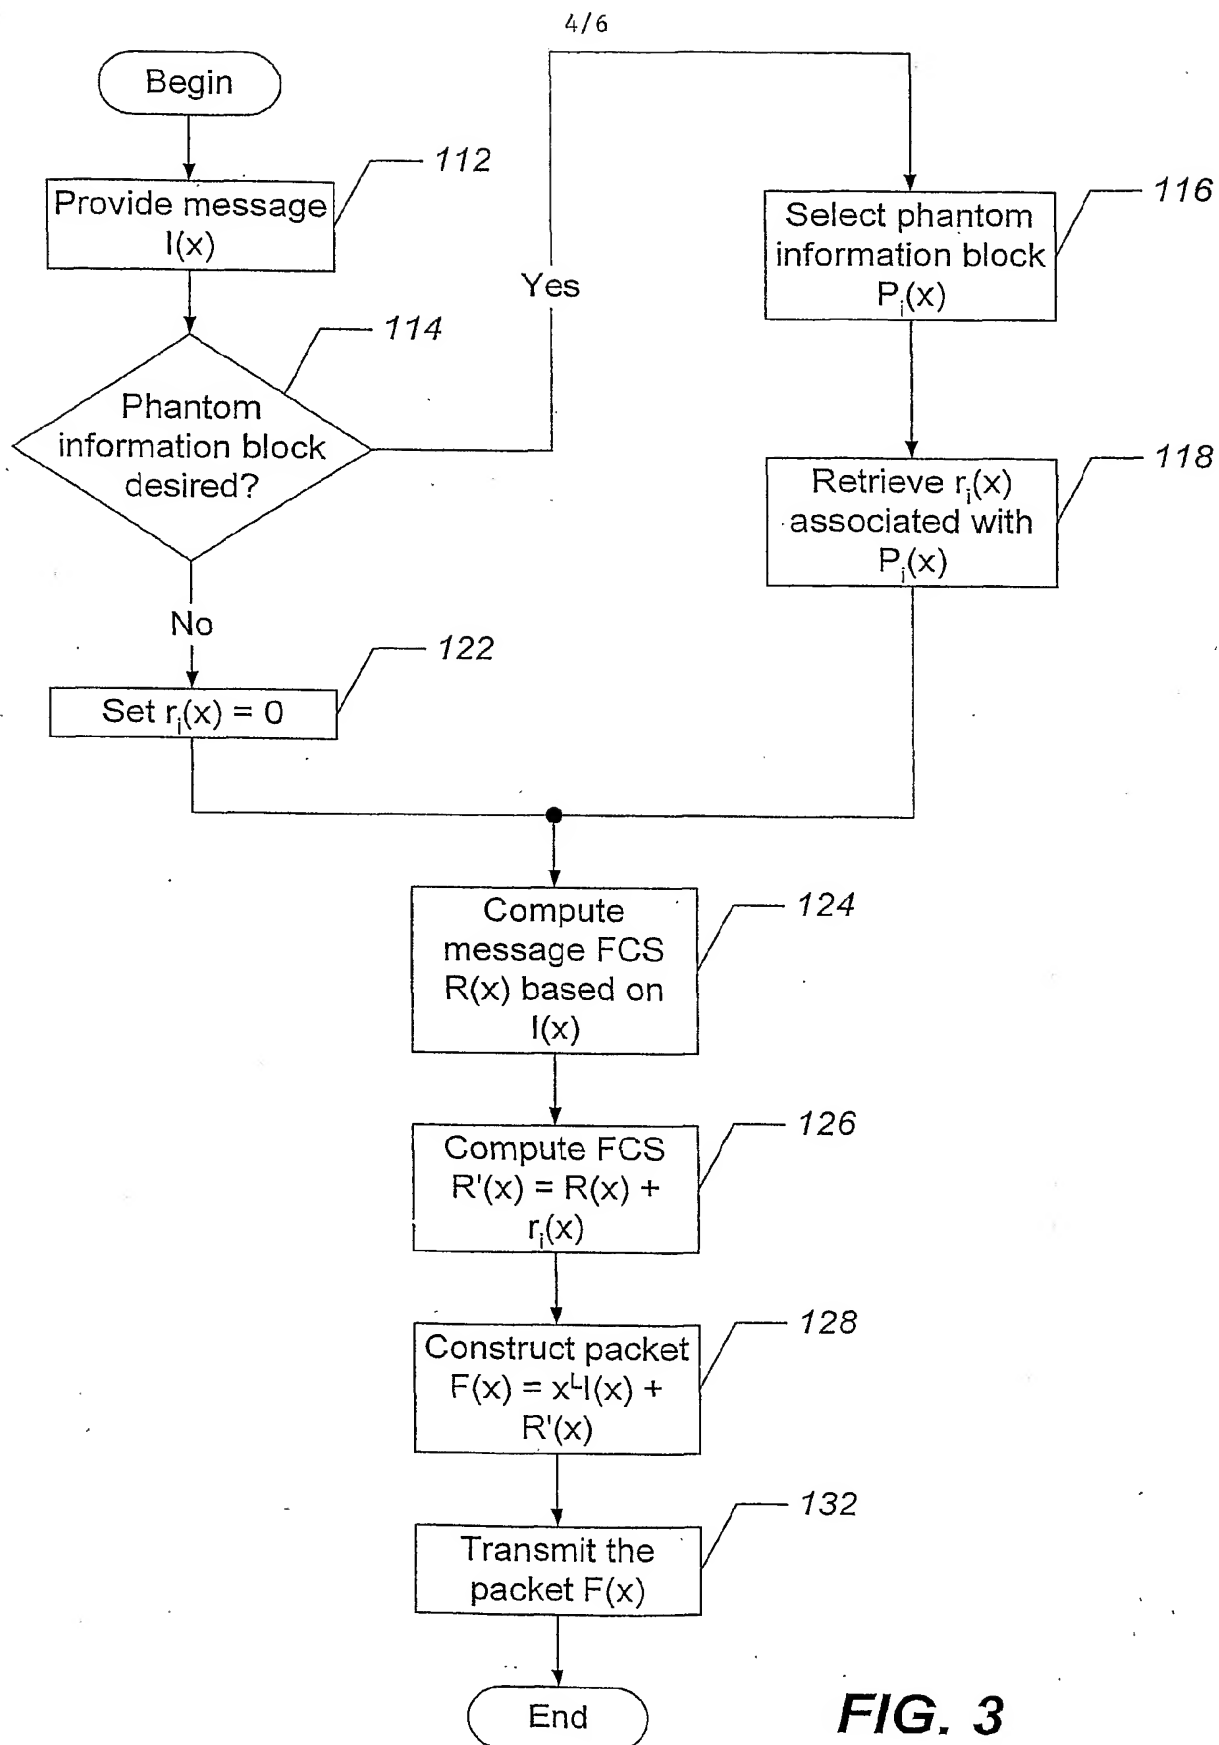 4/6
Begin
112
Provide message
I(x)
114
Phantom
information block
desired?
Yes
116
Select phantom
information block
Pᵢ(x)
118
Retrieve rᵢ(x)
associated with
Pᵢ(x)
No
122
Set rᵢ(x) = 0
124
Compute
message FCS
R(x) based on
I(x)
126
Compute FCS
R'(x) = R(x) +
rᵢ(x)
128
Construct packet
F(x) = xᴸI(x) +
R'(x)
132
Transmit the
packet F(x)
End
FIG. 3